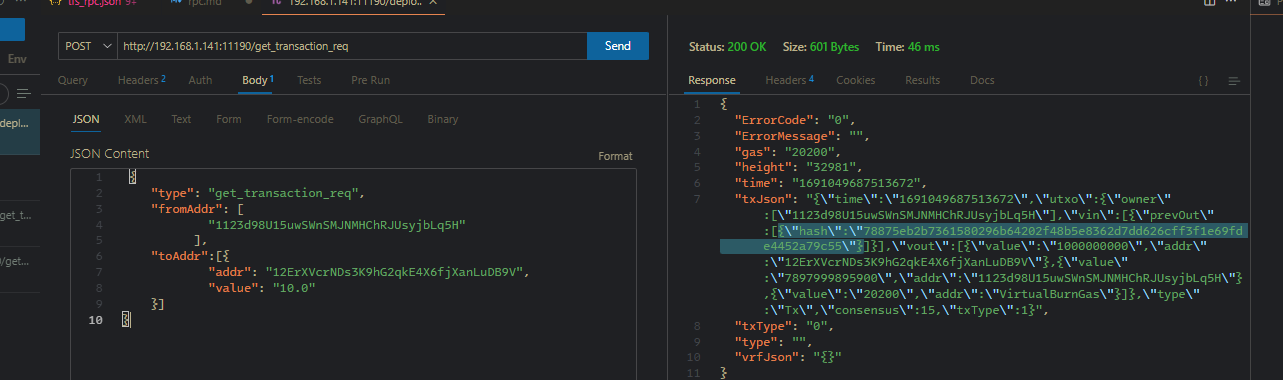 trs_rpc.json 9+
rpc.md
192.168.1.141:11190/deplo..
POST
http://192.168.1.141:11190/get_transaction_req
Send
Env
Query
Headers 2
Auth
Body 1
Tests
Pre Run
depl...
JSON
XML
Text
Form
Form-encode
GraphQL
Binary
JSON Content
Format
get_t...
/get...
1 {
2 "type": "get_transaction_req",
3 "fromAddr": [
4 "1123d98U15uwSWnSMJNMHChRJUsyjbLq5H"
5 ],
6 "toAddr":[{
7 "addr": "12ErXVcrNDs3K9hG2qkE4X6fjXanLuDB9V",
8 "value": "10.0"
9 }]
10 }
Status: 200 OK Size: 601 Bytes Time: 46 ms
Response
Headers 4
Cookies
Results
Docs
{ }
1 {
2 "ErrorCode": "0",
3 "ErrorMessage": "",
4 "gas": "20200",
5 "height": "32981",
6 "time": "1691049687513672",
7 "txJson": "{\"time\":\"1691049687513672\",\"utxo\":{\"owner\"
:[\"1123d98U15uwSWnSMJNMHChRJUsyjbLq5H\"],\"vin\":[{\"prevOut\"
:[{\"hash\":\"78875eb2b7361580296b64202f48b5e8362d7dd626cff3f1e69fd
e4452a79c55\"}]}],\"vout\":[{\"value\":\"1000000000\",\"addr\"
:\"12ErXVcrNDs3K9hG2qkE4X6fjXanLuDB9V\"},{\"value\"
:\"7897999895900\",\"addr\":\"1123d98U15uwSWnSMJNMHChRJUsyjbLq5H\"}
,{\"value\":\"20200\",\"addr\":\"VirtualBurnGas\"}]},\"type\"
:\"Tx\",\"consensus\":15,\"txType\":1}",
8 "txType": "0",
9 "type": "",
10 "vrfJson": "{}"
11 }